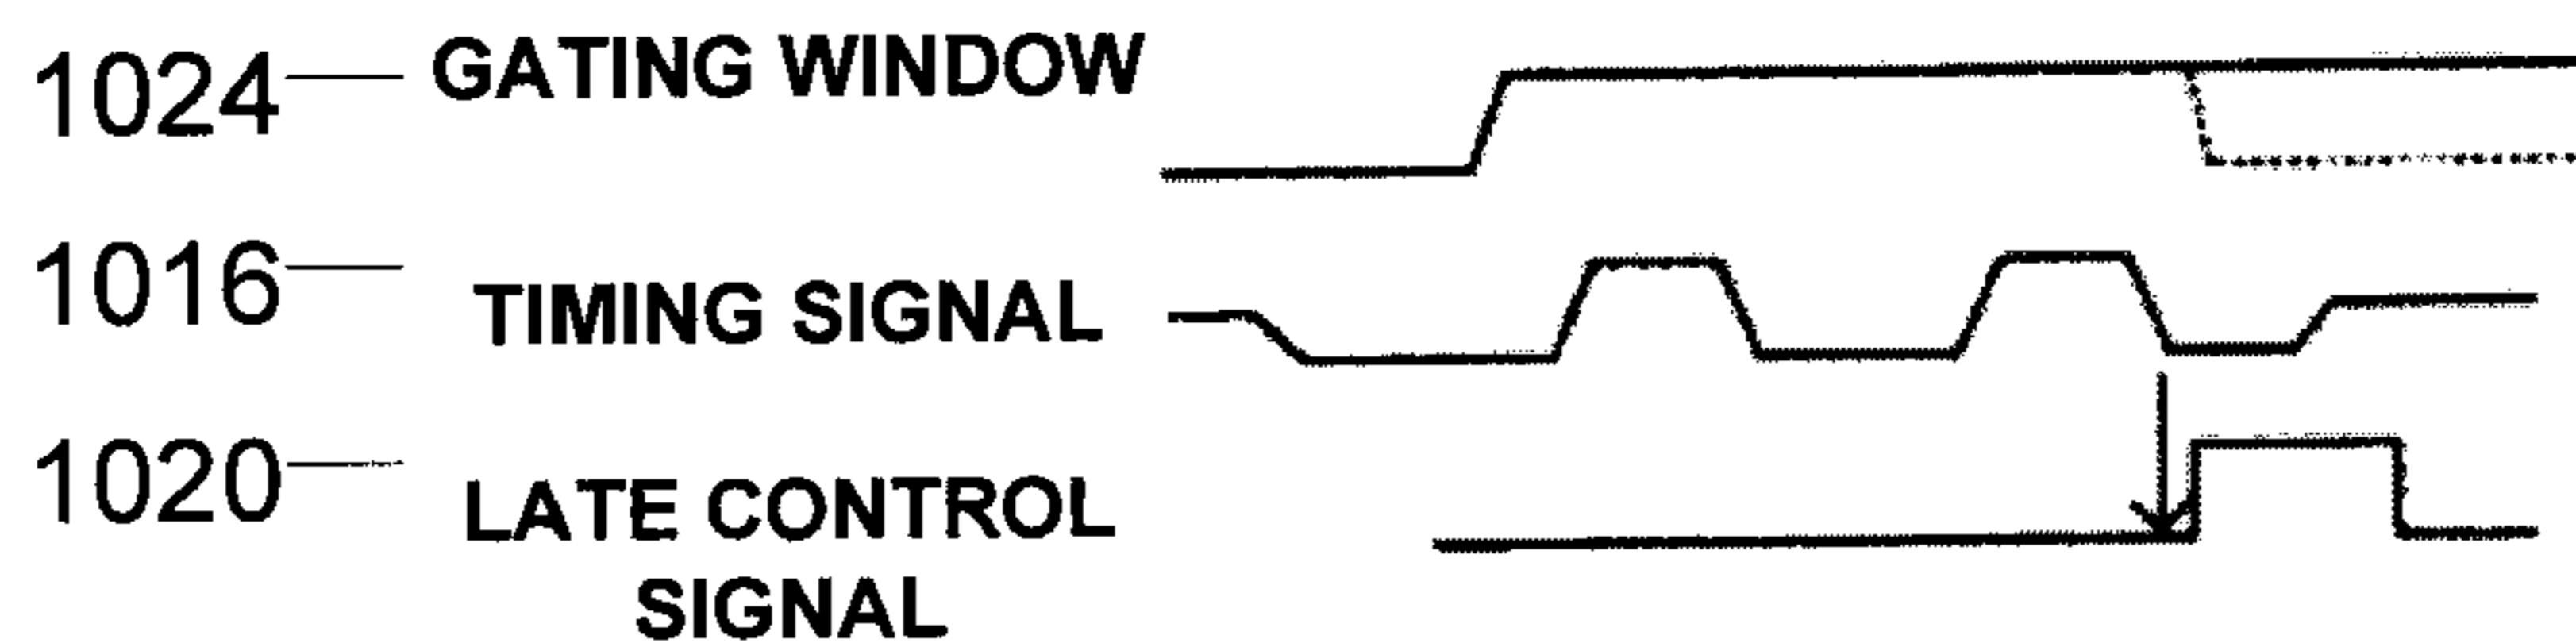 1024 GATING WINDOW
1016 TIMING SIGNAL
1020 LATE CONTROL
SIGNAL